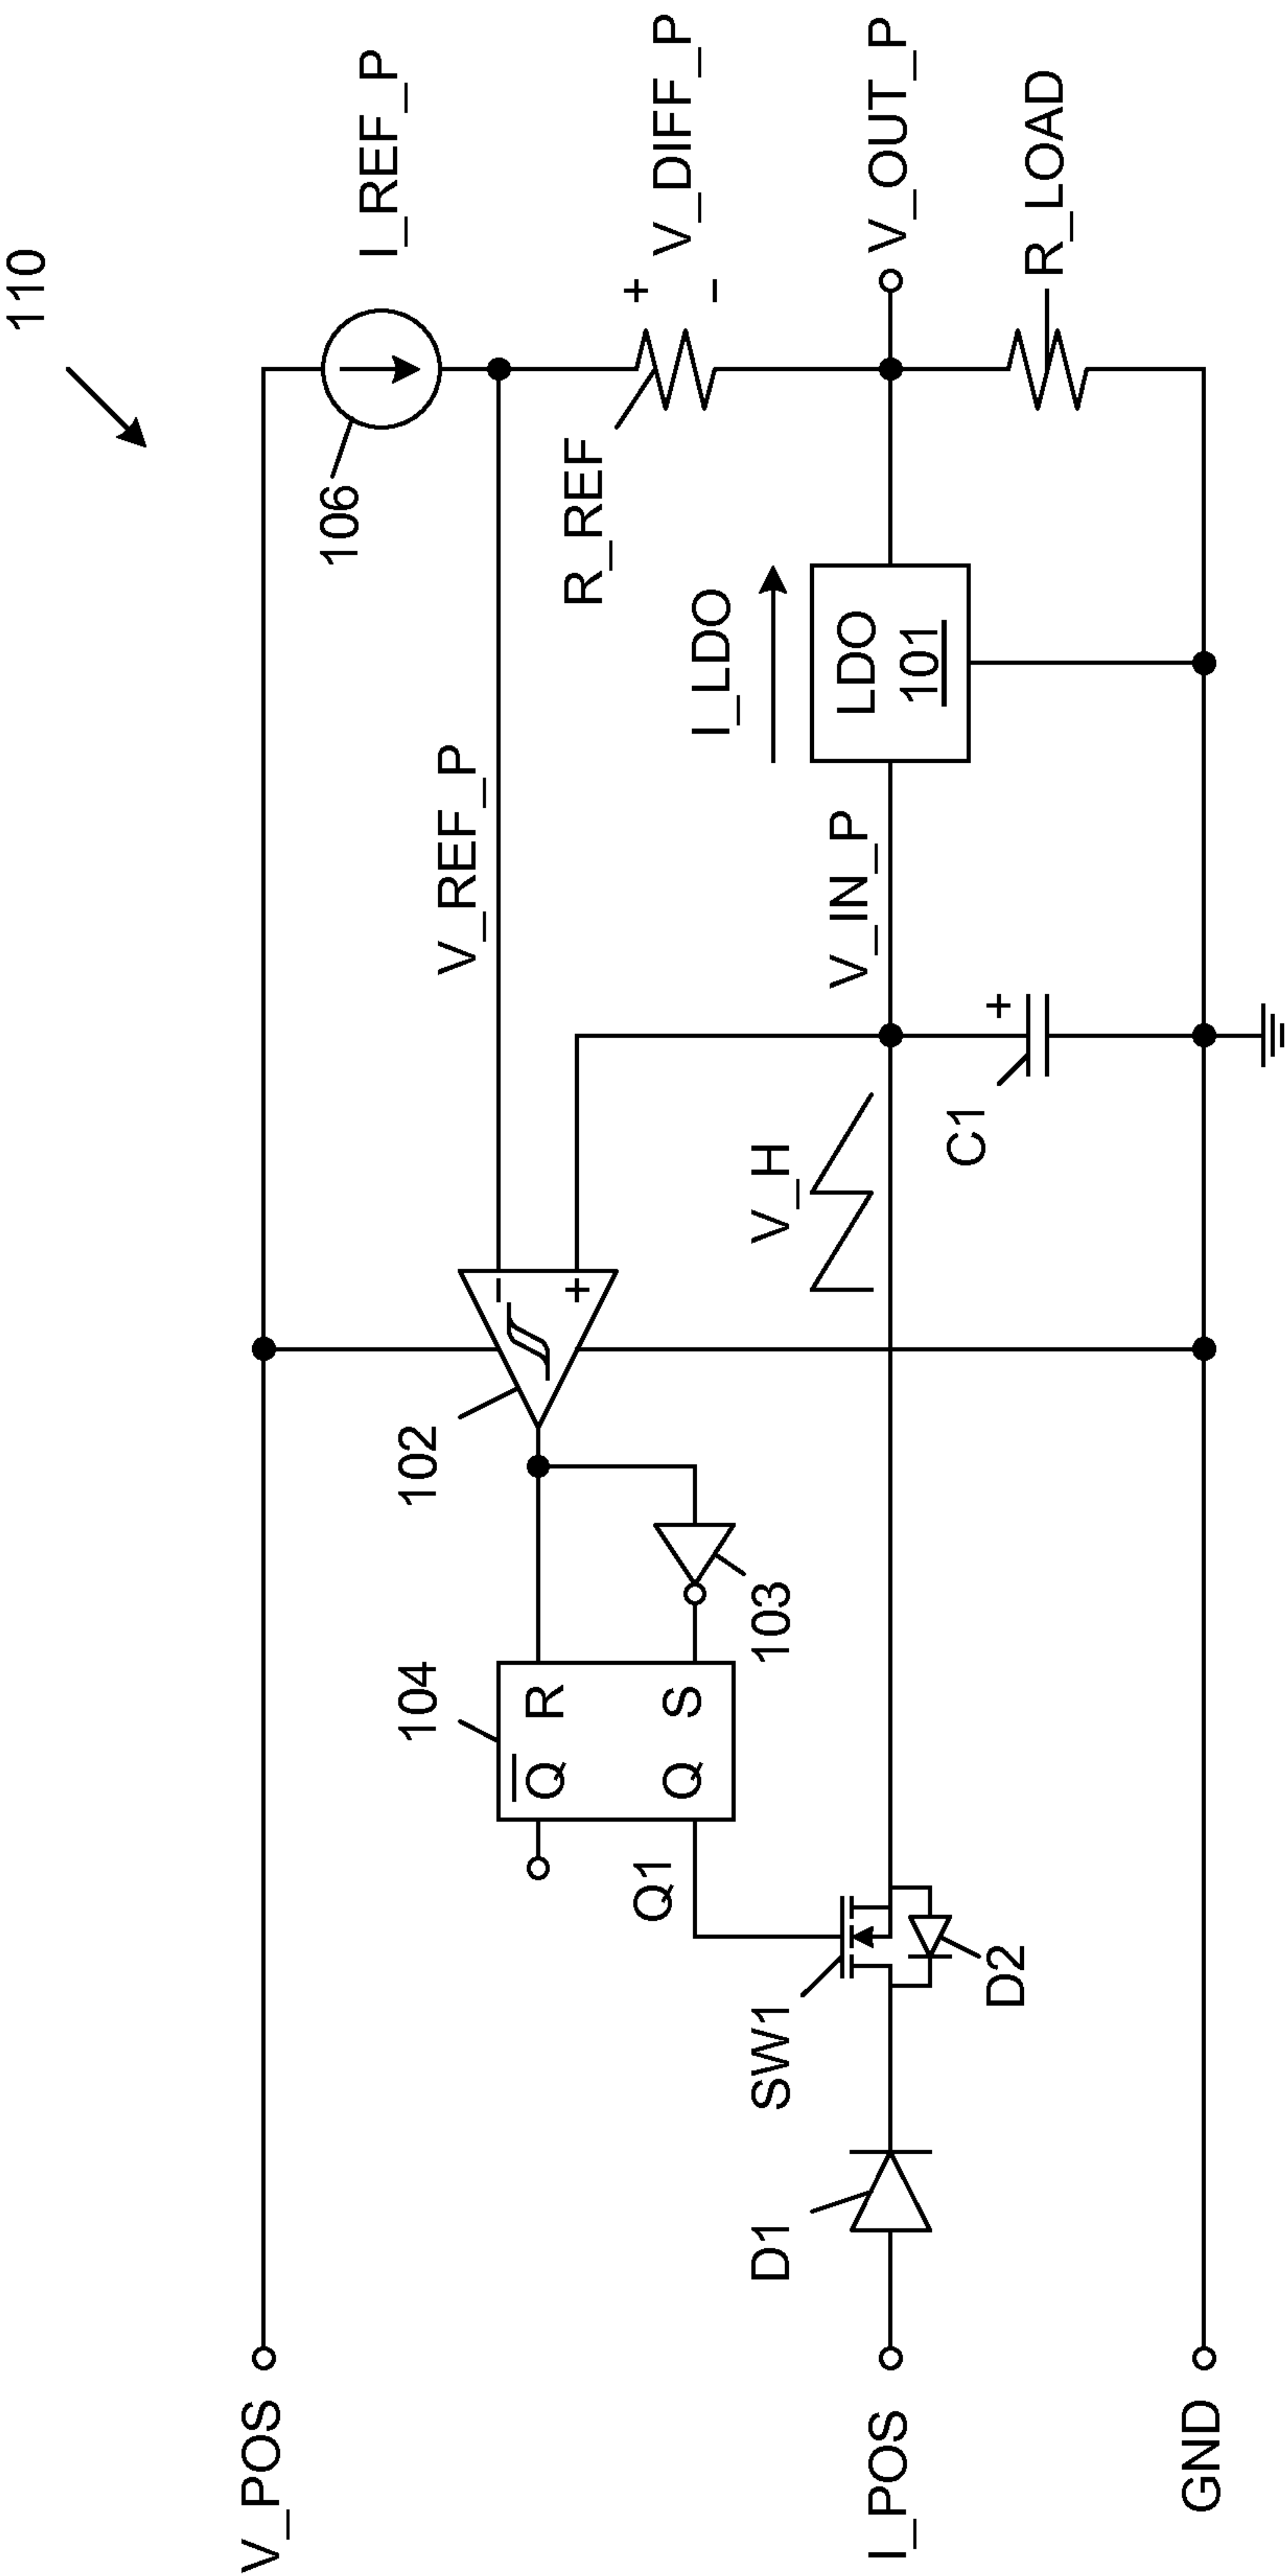 110
V_POS
I_POS
GND
D1
SW1
D2
Q1
104
Q
R
Q
S
103
102
-
+
V_H
C1
+
V_REF_P
V_IN_P
I_LDO
LDO
101
106
I_REF_P
R_REF
+
-
V_DIFF_P
V_OUT_P
R_LOAD